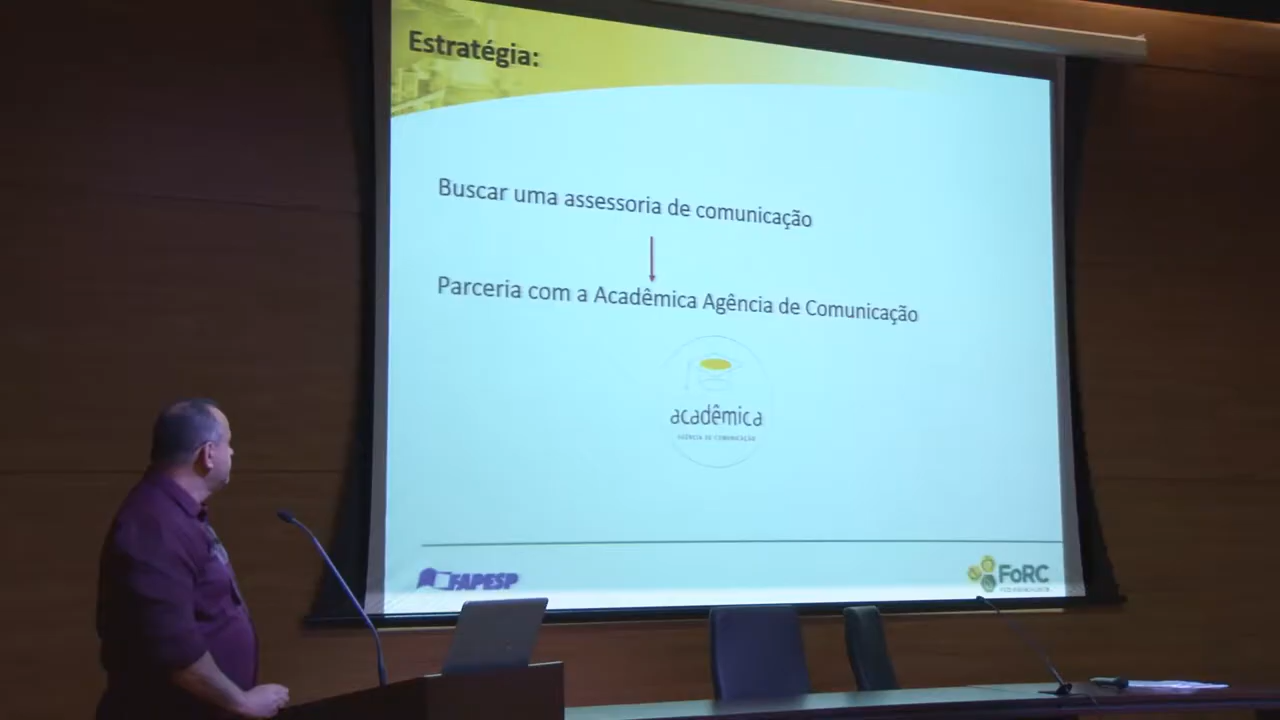 Estratégia:
Buscar uma assessoria de comunicação
Parceria com a Acadêmica Agência de Comunicação
acadêmica
AGÊNCIA DE COMUNICAÇÃO
FAPESP
FoRC